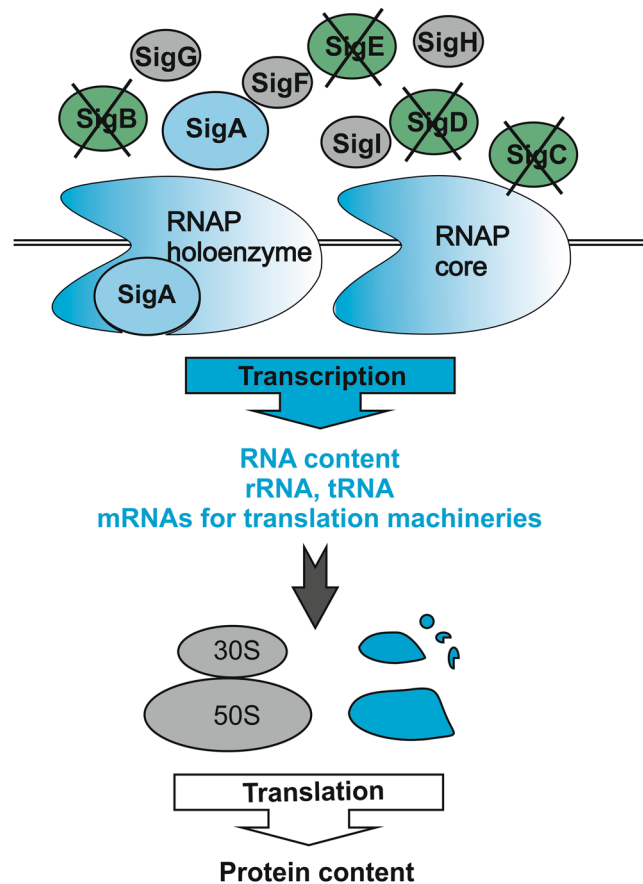 SigG
SigE
SigH
SigF
SigB
SigA
SigI
SigD
SigC
RNAP
holoenzyme
SigA
RNAP
core
Transcription
RNA content
rRNA, tRNA
mRNAs for translation machineries
30S
50S
Translation
Protein content